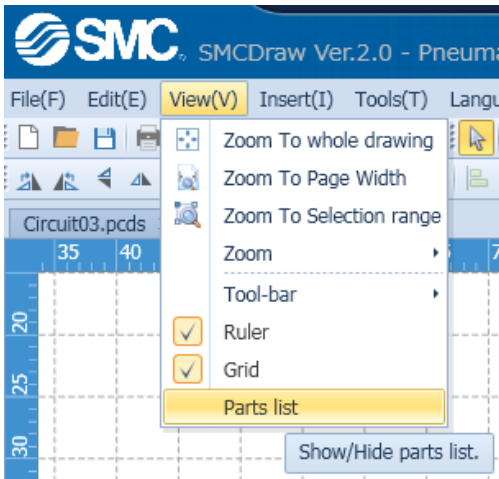 SMC. SMCDraw Ver.2.0 - Pneuma
File(F) Edit(E) View(V) Insert(I) Tools(T) Langu
Zoom To whole drawing
Zoom To Page Width
Circuit03.pcds Zoom To Selection range
35 40 Zoom 7
Tool-bar
20 Ruler
25 Grid
Parts list
30 Show/Hide parts list.